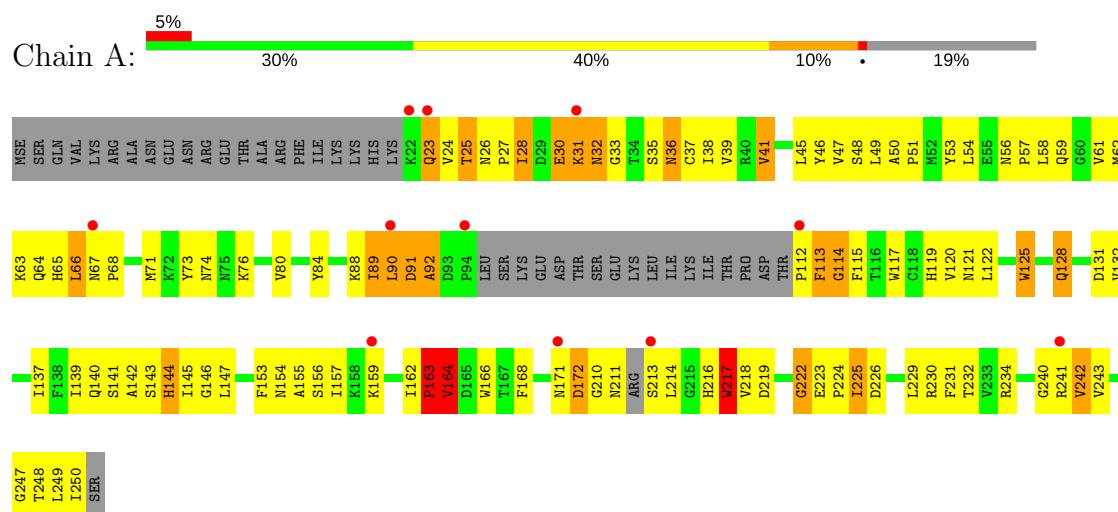 5%
Chain A:
30% 40% 10% • 19%
MSE SER GLN VAL LYS ARG ALA ASN GLU ASN ARG GLU THR ALA ARG PHE ILE LYS LYS HIS LYS K22 Q23 V24 T25 N26 P27 I28 D29 E30 K31 N32 G33 T34 S35 N36 C37 I38 V39 R40 V41 L45 Y46 V47 S48 L49 A50 P51 M52 Y53 L54 E55 N56 P57 L58 Q59 G60 V61 M62
K63 Q64 H65 L66 N67 P68 M71 K72 Y73 N74 N75 K76 V80 Y84 K88 I89 L90 D91 A92 D93 P94 LEU SER LYS GLU ASP THR SER GLU LYS LEU ILE LYS ILE THR PRO ASP THR P112 F113 G114 F115 T116 W117 C118 H119 V120 N121 L122 W125 Q128 D131 V132
I137 F138 I139 Q140 S141 A142 S143 H144 I145 G146 L147 F153 N154 A155 S156 I157 K158 K159 I162 P163 V164 D165 W166 T167 F168 N171 D172 G210 N211 ARG S213 L214 G215 H216 W217 V218 D219 G222 E223 P224 I225 D226 L229 R230 F231 T232 V233 R234 G240 R241 V242 V243
G247 T248 L249 I250 SER